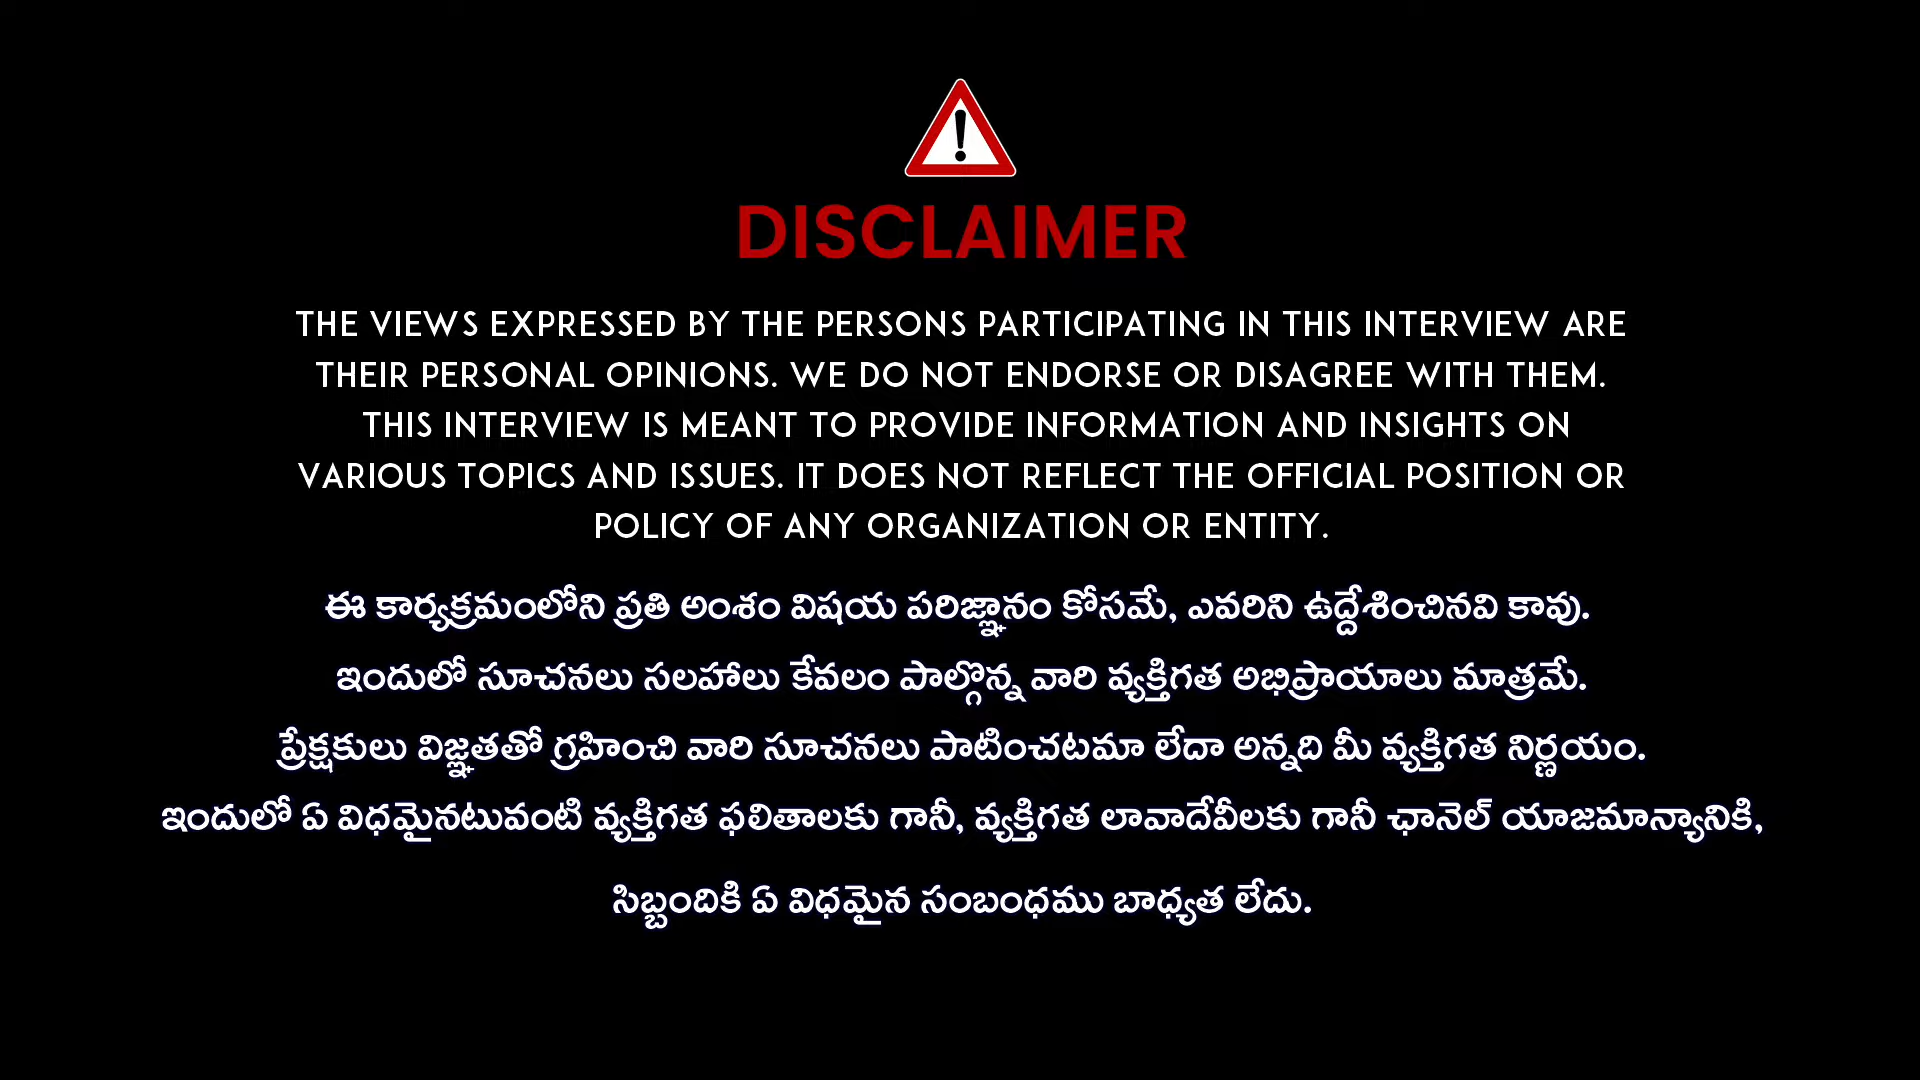 DISCLAIMER
THE VIEWS EXPRESSED BY THE PERSONS PARTICIPATING IN THIS INTERVIEW ARE
THEIR PERSONAL OPINIONS. WE DO NOT ENDORSE OR DISAGREE WITH THEM.
THIS INTERVIEW IS MEANT TO PROVIDE INFORMATION AND INSIGHTS ON
VARIOUS TOPICS AND ISSUES. IT DOES NOT REFLECT THE OFFICIAL POSITION OR
POLICY OF ANY ORGANIZATION OR ENTITY.
ఈ కార్యక్రమంలోని ప్రతి అంశం విషయ పరిజ్ఞానం కోసమే, ఎవరిని ఉద్దేశించినవి కావు.
ఇందులో సూచనలు సలహాలు కేవలం పాల్గొన్న వారి వ్యక్తిగత అభిప్రాయాలు మాత్రమే.
ప్రేక్షకులు విజ్ఞతతో గ్రహించి వారి సూచనలు పాటించటమా లేదా అన్నది మీ వ్యక్తిగత నిర్ణయం.
ఇందులో ఏ విధమైనటువంటి వ్యక్తిగత ఫలితాలకు గానీ, వ్యక్తిగత లావాదేవీలకు గానీ ఛానెల్ యాజమాన్యానికి,
సిబ్బందికి ఏ విధమైన సంబంధము బాధ్యత లేదు.